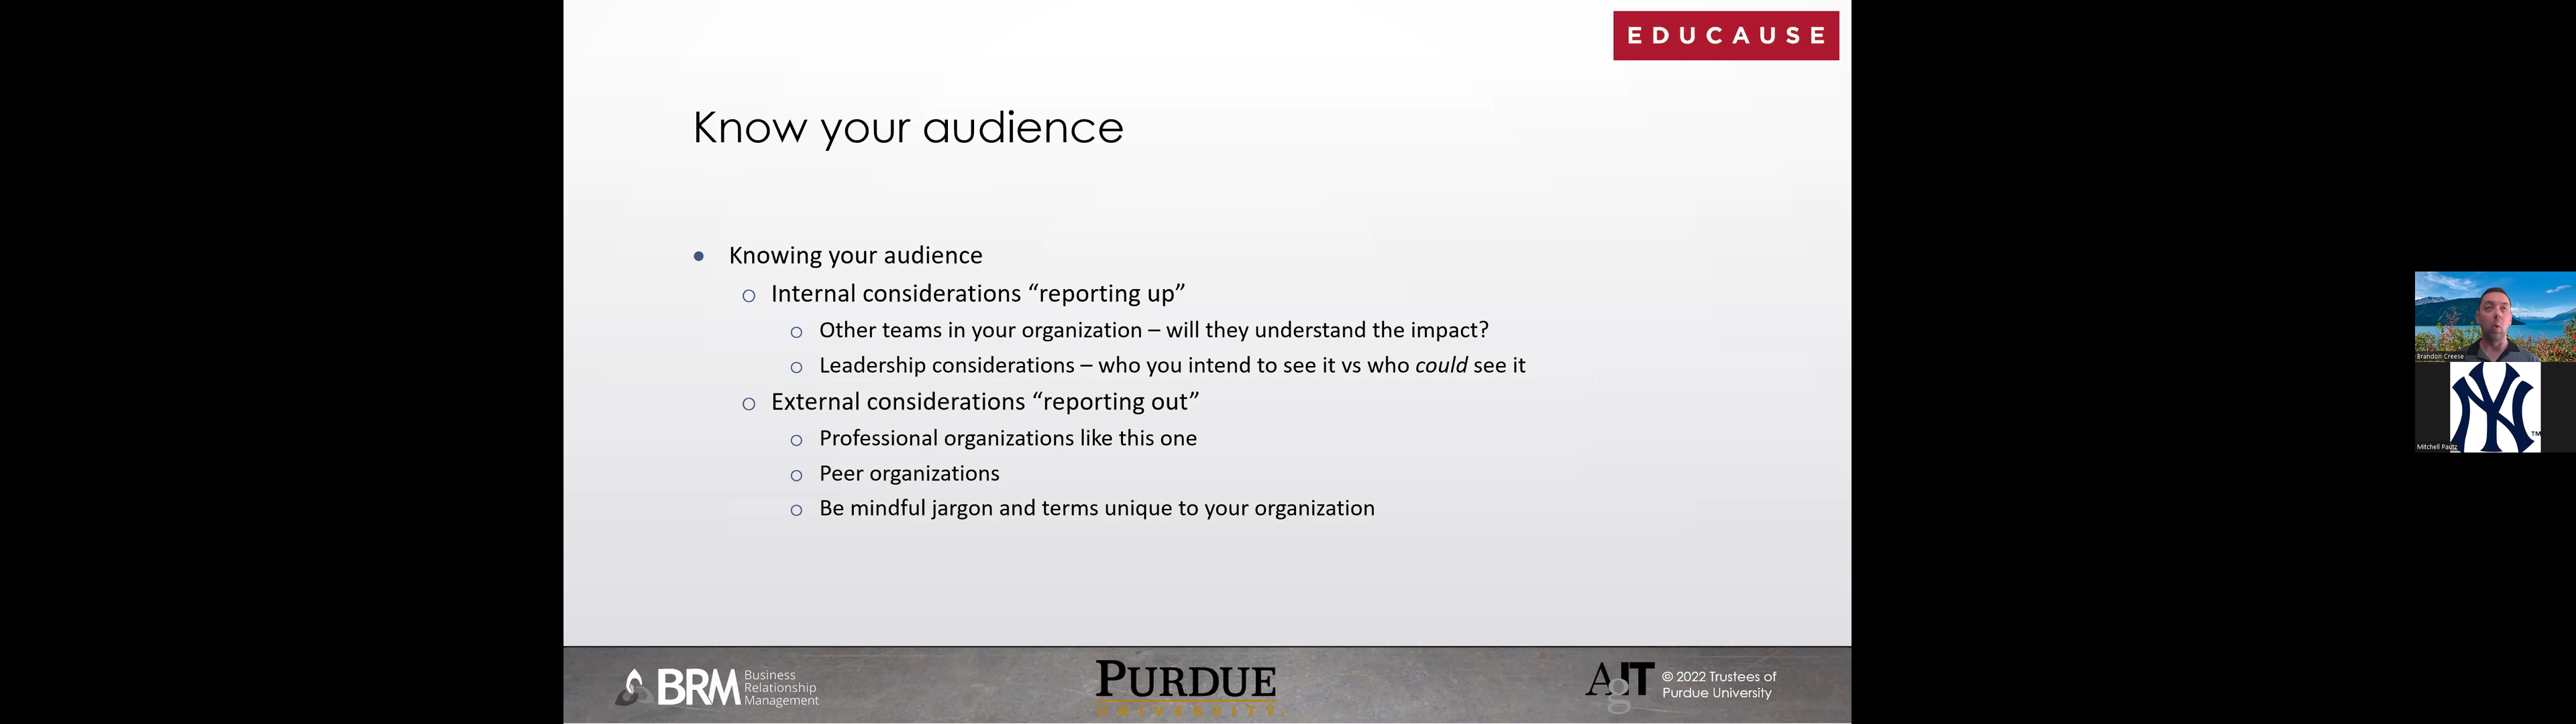 EDUCAUSE
Know your audience
Knowing your audience
Internal considerations “reporting up”
Other teams in your organization – will they understand the impact?
Leadership considerations – who you intend to see it vs who could see it
External considerations “reporting out”
Professional organizations like this one
Peer organizations
Be mindful jargon and terms unique to your organization
Brandon Creese
NY
TM
Mitchell Pautz
BRM
Business
Relationship
Management
PURDUE
UNIVERSITY.
AgIT
© 2022 Trustees of
Purdue University